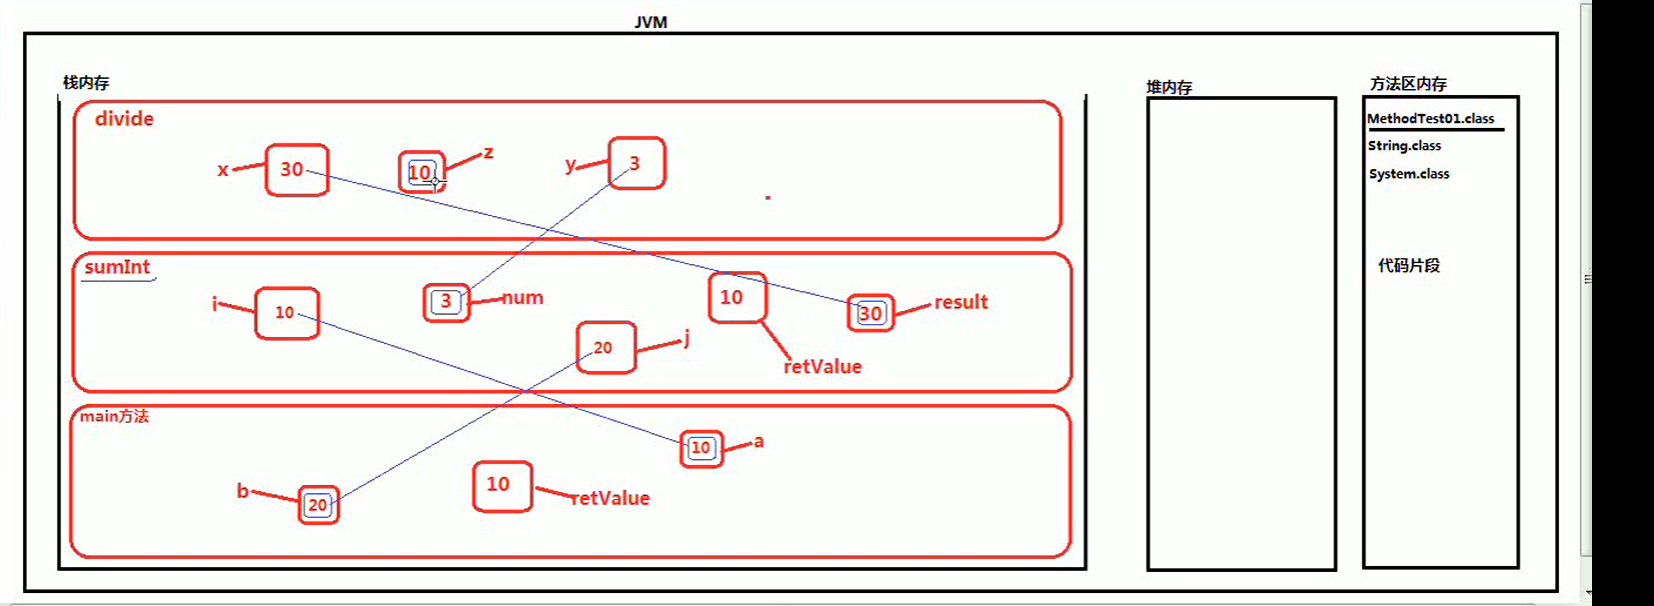 JVM
栈内存
divide
x
30
10
z
y
3
sumInt
i
10
3
num
20
j
10
retValue
30
result
main方法
10
a
b
20
10
retValue
堆内存
方法区内存
MethodTest01.class
String.class
System.class
代码片段